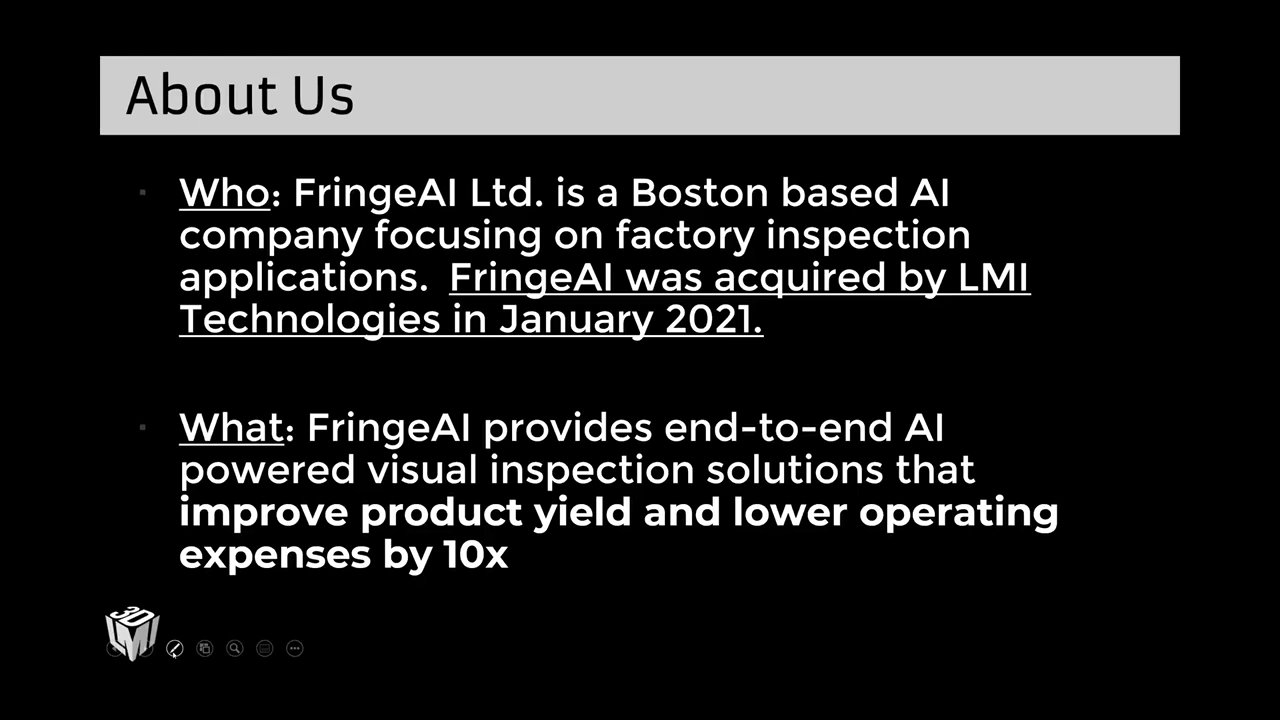 About Us
Who: FringeAI Ltd. is a Boston based AI
company focusing on factory inspection
applications. FringeAI was acquired by LMI
Technologies in January 2021.
What: FringeAI provides end-to-end AI
powered visual inspection solutions that
improve product yield and lower operating
expenses by 10x
3D
LMI